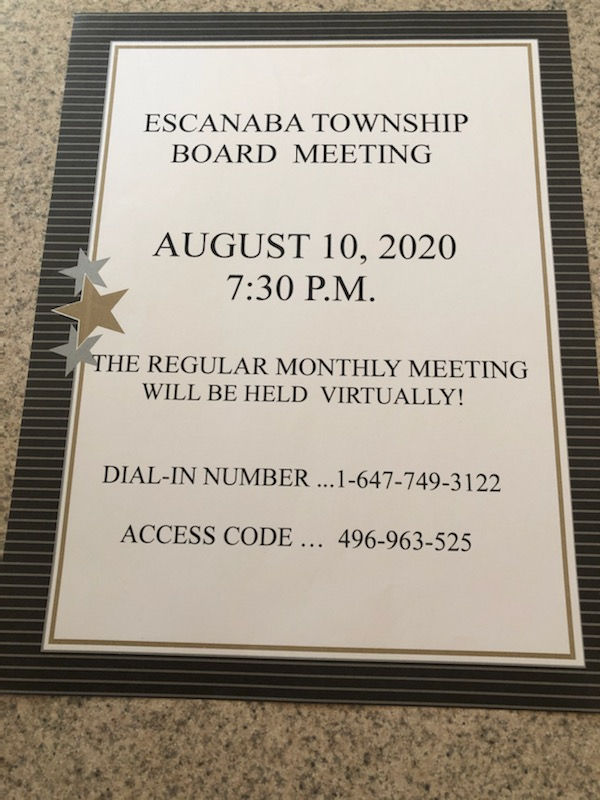 ESCANABA TOWNSHIP
BOARD MEETING
AUGUST 10, 2020
7:30 P.M.
THE REGULAR MONTHLY MEETING
WILL BE HELD VIRTUALLY!
DIAL-IN NUMBER ...1-647-749-3122
ACCESS CODE ... 496-963-525